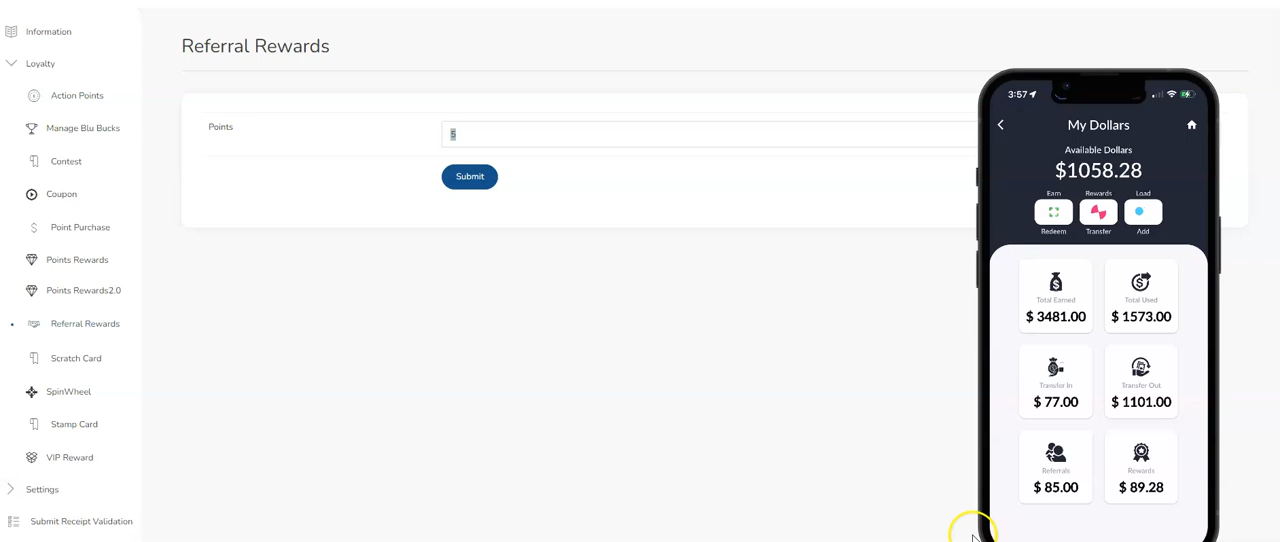 Information
Loyalty
Action Points
Manage Blu Bucks
Contest
Coupon
Point Purchase
Points Rewards
Points Rewards2.0
Referral Rewards
Scratch Card
SpinWheel
Stamp Card
VIP Reward
Settings
Submit Receipt Validation
Referral Rewards
Points
5
Submit
3:57
My Dollars
Available Dollars
$1058.28
Earn Rewards Load
Redeem Transfer Add
Total Earned Total Used
$ 3481.00 $ 1573.00
Transfer In Transfer Out
$ 77.00 $ 1101.00
Referrals Rewards
$ 85.00 $ 89.28